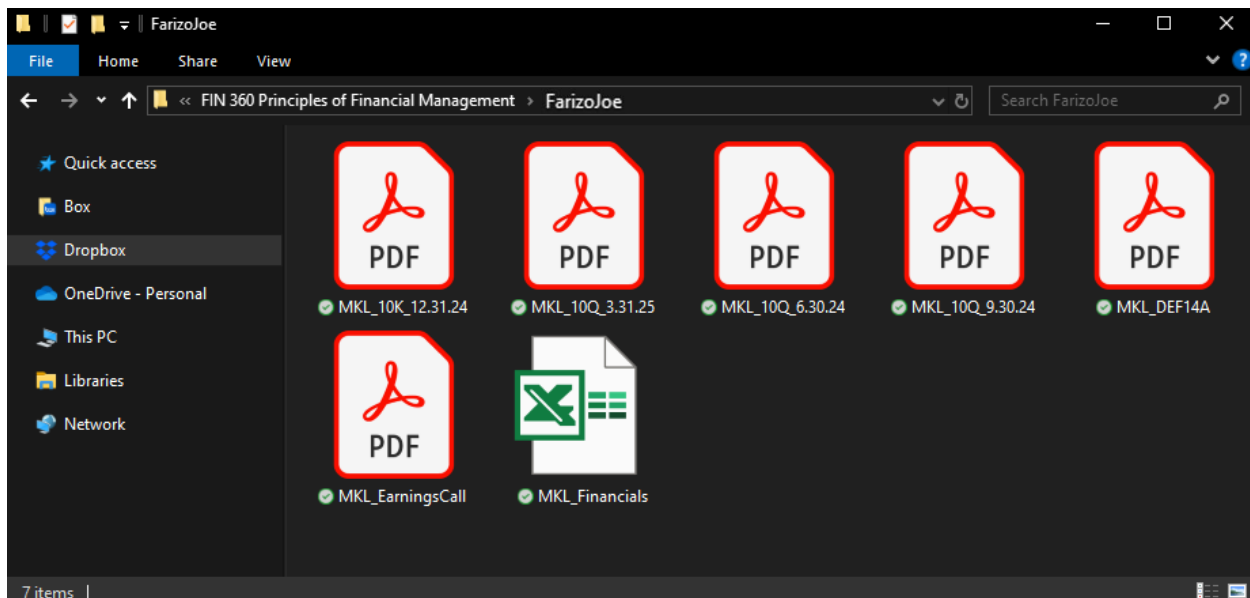 FarizoJoe
File Home Share View
« FIN 360 Principles of Financial Management › FarizoJoe Search FarizoJoe
Quick access
Box
Dropbox
OneDrive - Personal
This PC
Libraries
Network
PDF PDF PDF PDF PDF
MKL_10K_12.31.24 MKL_10Q_3.31.25 MKL_10Q_6.30.24 MKL_10Q_9.30.24 MKL_DEF14A
PDF
MKL_EarningsCall MKL_Financials
7 items